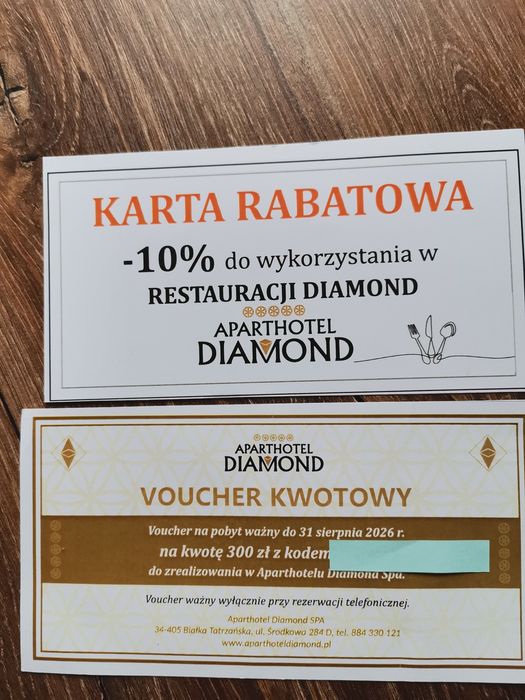 KARTA RABATOWA
-10% do wykorzystania w
RESTAURACJI DIAMOND
APARTHOTEL
DIAMOND
APARTHOTEL
DIAMOND
VOUCHER KWOTOWY
Voucher na pobyt ważny do 31 sierpnia 2026 r.
na kwotę 300 zł z kodem
do zrealizowania w Aparthotelu Diamond Spa.
Voucher ważny wyłącznie przy rezerwacji telefonicznej.
Aparthotel Diamond SPA
34-405 Białka Tatrzańska, ul. Środkowa 284 D, tel. 884 330 121
www.aparthoteldiamond.pl